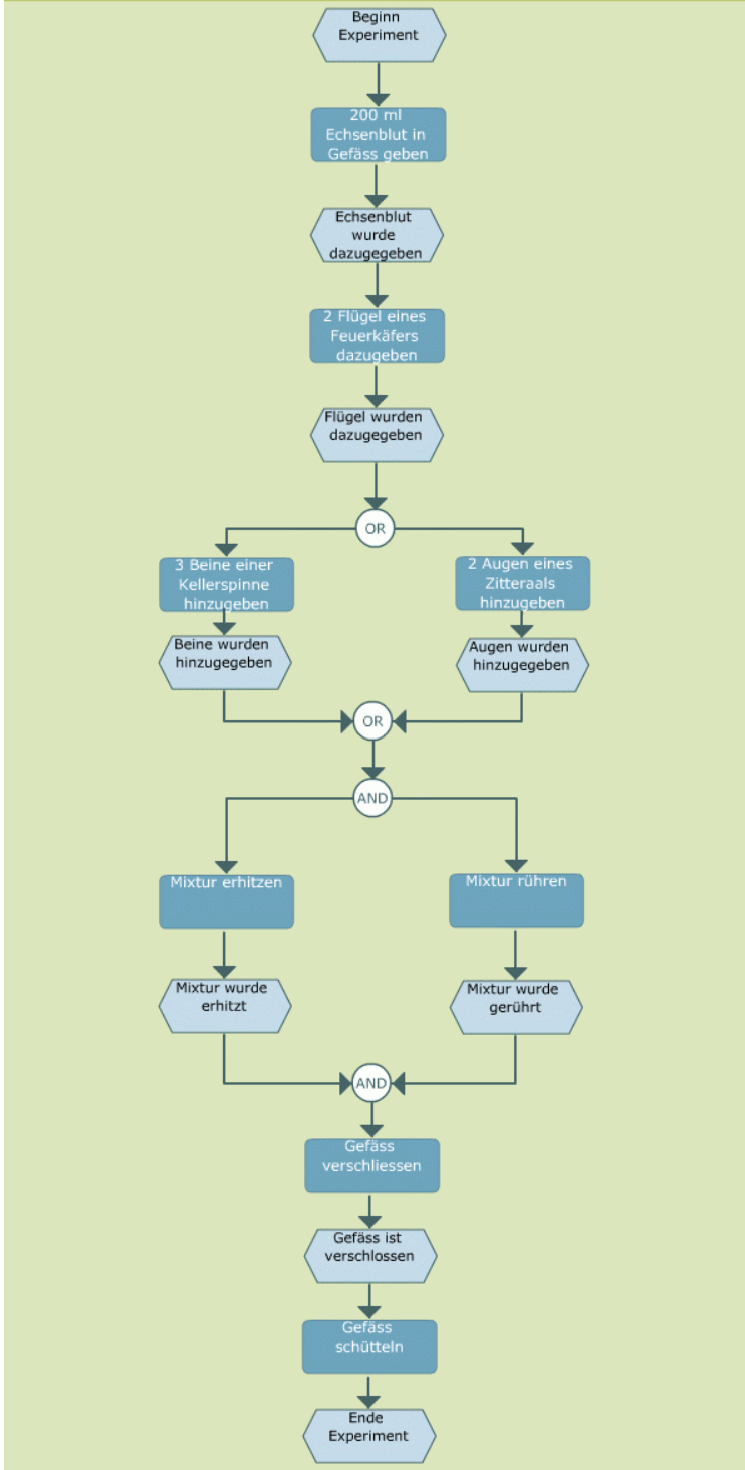 Beginn
Experiment
200 ml
Echsenblut in
Gefäss geben
Echsenblut
wurde
dazugegeben
2 Flügel eines
Feuerkäfers
dazugeben
Flügel wurden
dazugegeben
OR
3 Beine einer
Kellerspinne
hinzugeben
2 Augen eines
Zitteraals
hinzugeben
Beine wurden
hinzugegeben
Augen wurden
hinzugegeben
OR
AND
Mixtur erhitzen
Mixtur rühren
Mixtur wurde
erhitzt
Mixtur wurde
gerührt
AND
Gefäss
verschliessen
Gefäss ist
verschlossen
Gefäss
schütteln
Ende
Experiment